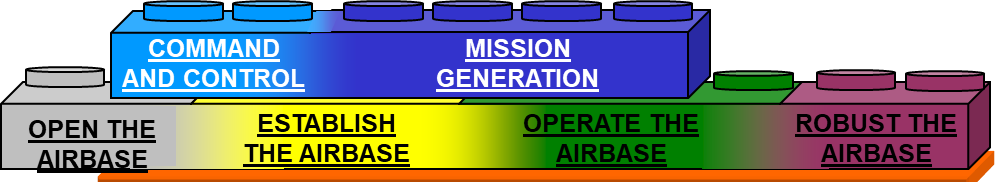 COMMAND
AND CONTROL
MISSION
GENERATION
OPEN THE
AIRBASE
ESTABLISH
THE AIRBASE
OPERATE THE
AIRBASE
ROBUST THE
AIRBASE